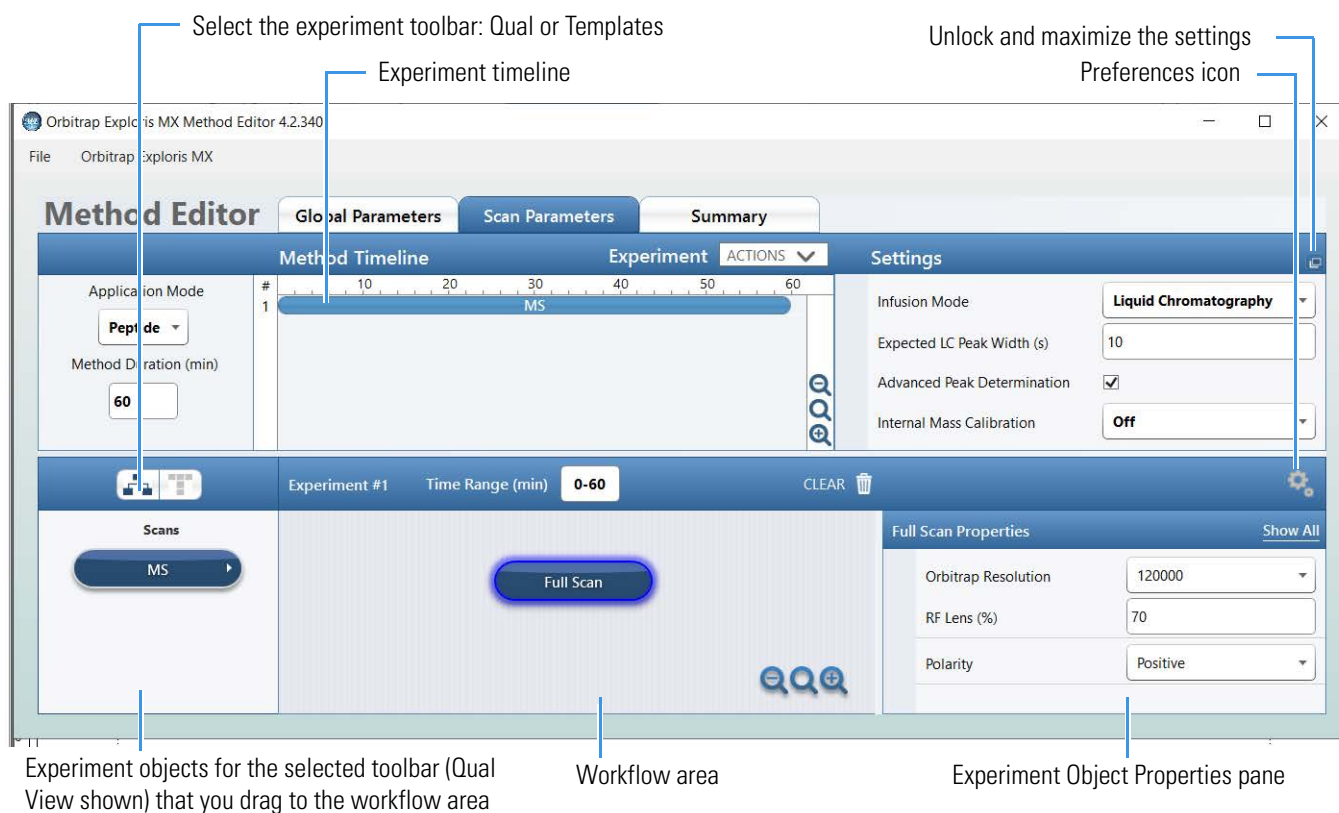 Select the experiment toolbar: Qual or Templates
Unlock and maximize the settings
Experiment timeline
Preferences icon
Orbitrap Exploris MX Method Editor 4.2.340
File Orbitrap Exploris MX
Method Editor Global Parameters Scan Parameters Summary
Method Timeline Experiment ACTIONS Settings
Application Mode # 10 20 30 40 50 60
1 MS
Infusion Mode Liquid Chromatography
Peptide
Expected LC Peak Width (s) 10
Method Duration (min)
Advanced Peak Determination
60
Internal Mass Calibration Off
Experiment #1 Time Range (min) 0-60 CLEAR
Scans
Full Scan Properties Show All
MS
Full Scan
Orbitrap Resolution 120000
RF Lens (%) 70
Polarity Positive
Experiment objects for the selected toolbar (Qual
View shown) that you drag to the workflow area
Workflow area
Experiment Object Properties pane